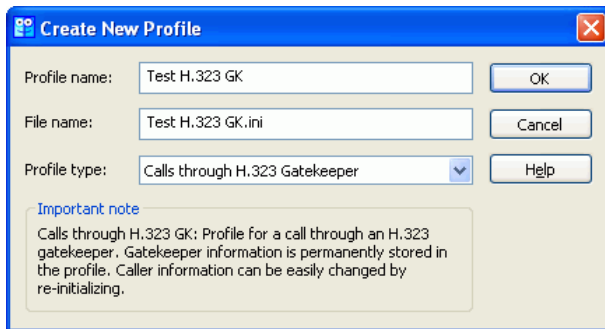 Create New Profile
Profile name: Test H.323 GK OK
File name: Test H.323 GK.ini Cancel
Profile type: Calls through H.323 Gatekeeper Help
Important note
Calls through H.323 GK: Profile for a call through an H.323
gatekeeper. Gatekeeper information is permanently stored in
the profile. Caller information can be easily changed by
re-initializing.